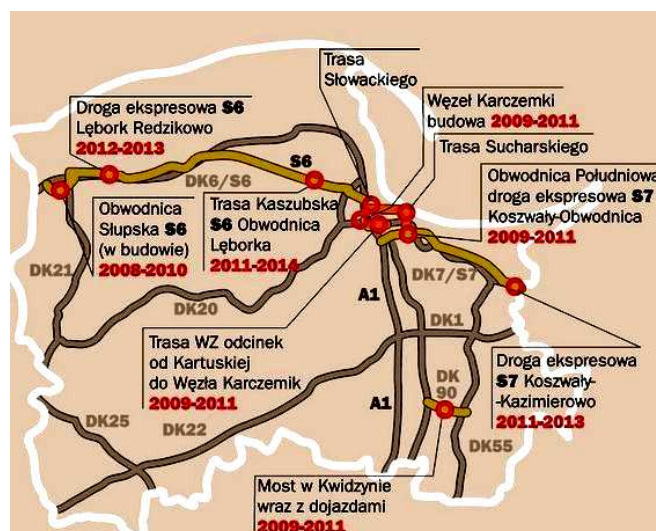 Trasa
Słowackiego
Droga ekspresowa S6
Lębork Redzikowo
2012-2013
Węzeł Karczemki
budowa 2009-2011
Trasa Sucharskiego
S6
DK6/S6
Obwodnica Południowa
droga ekspresowa S7
Koszwały-Obwodnica
2009-2011
Obwodnica
Słupska S6
(w budowie)
2008-2010
Trasa Kaszubska
S6 Obwodnica
Lęborka
2011-2014
DK21
DK20
DK7/S7
A1
DK1
Trasa WZ odcinek
od Kartuskiej
do Węzła Karczemik
2009-2011
Droga ekspresowa
S7 Koszwały-
-Kazimierowo
2011-2013
DK
90
A1
DK25
DK22
DK55
Most w Kwidzynie
wraz z dojazdami
2009-2011